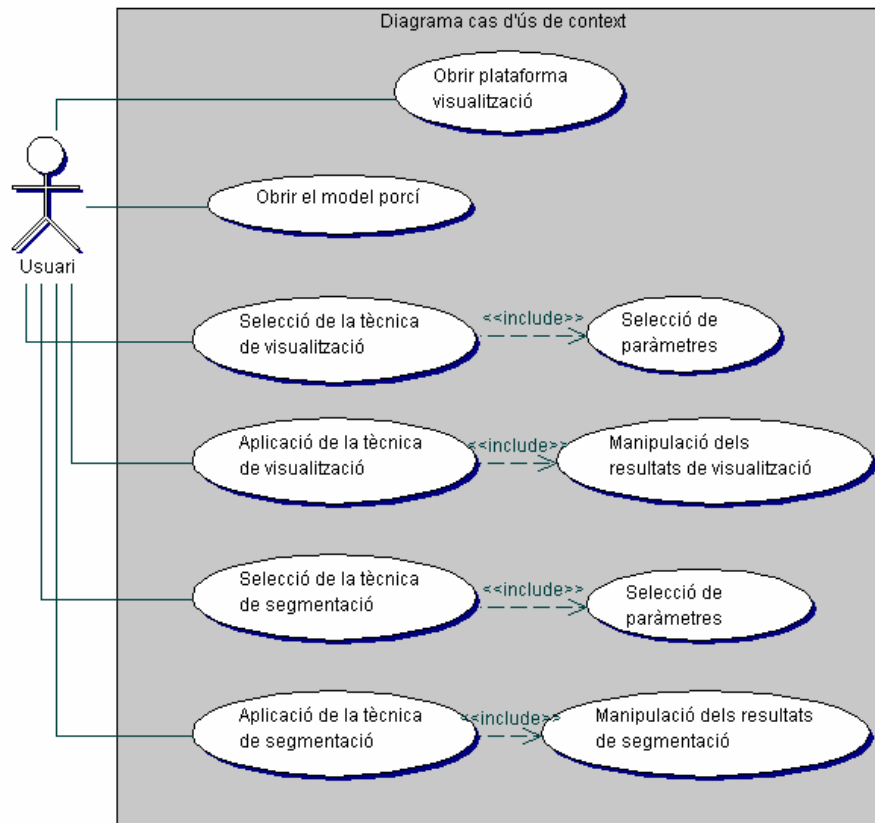 Diagrama cas d'ús de context
Obrir plataforma
visualització
Obrir el model porcí
Usuari
Selecció de la tècnica
de visualització
<<include>>
Selecció de
paràmetres
Aplicació de la tècnica
de visualització
<<include>>
Manipulació dels
resultats de visualització
Selecció de la tècnica
de segmentació
<<include>>
Selecció de
paràmetres
Aplicació de la tècnica
de segmentació
<<include>>
Manipulació dels resultats
de segmentació